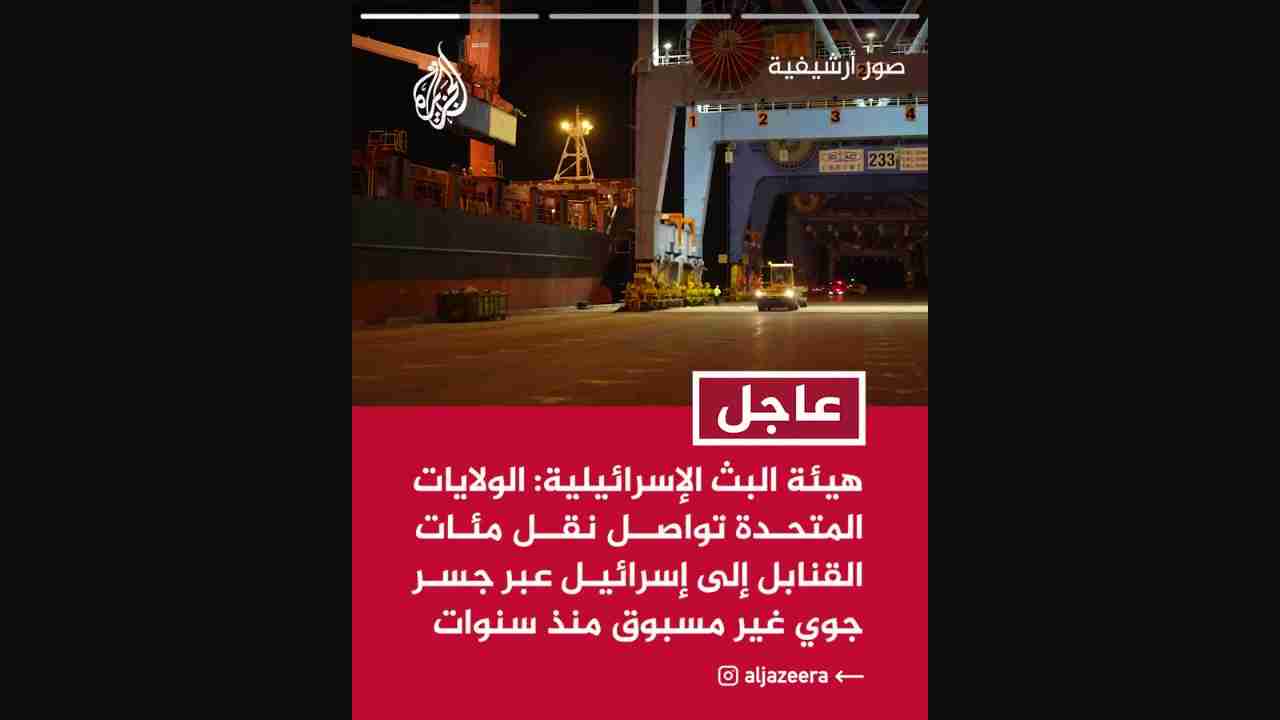 صور أرشيفية
الجزيرة
1 2 3 4
233
عاجل
هيئة البث الإسرائيلية: الولايات
المتحدة تواصل نقل مئات
القنابل إلى إسرائيل عبر جسر
جوي غير مسبوق منذ سنوات
aljazeera